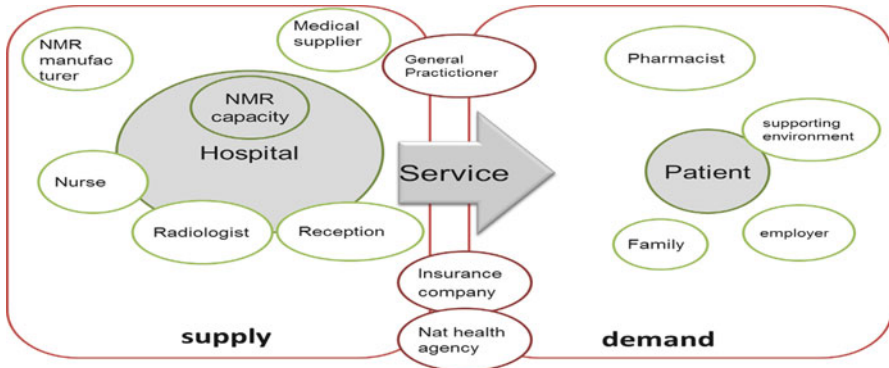 NMR
manufac
turer
Medical
supplier
General
Practictioner
Pharmacist
NMR
capacity
Hospital
supporting
environment
Service
Patient
Nurse
Radiologist
Reception
Family
employer
Insurance
company
Nat health
agency
supply
demand